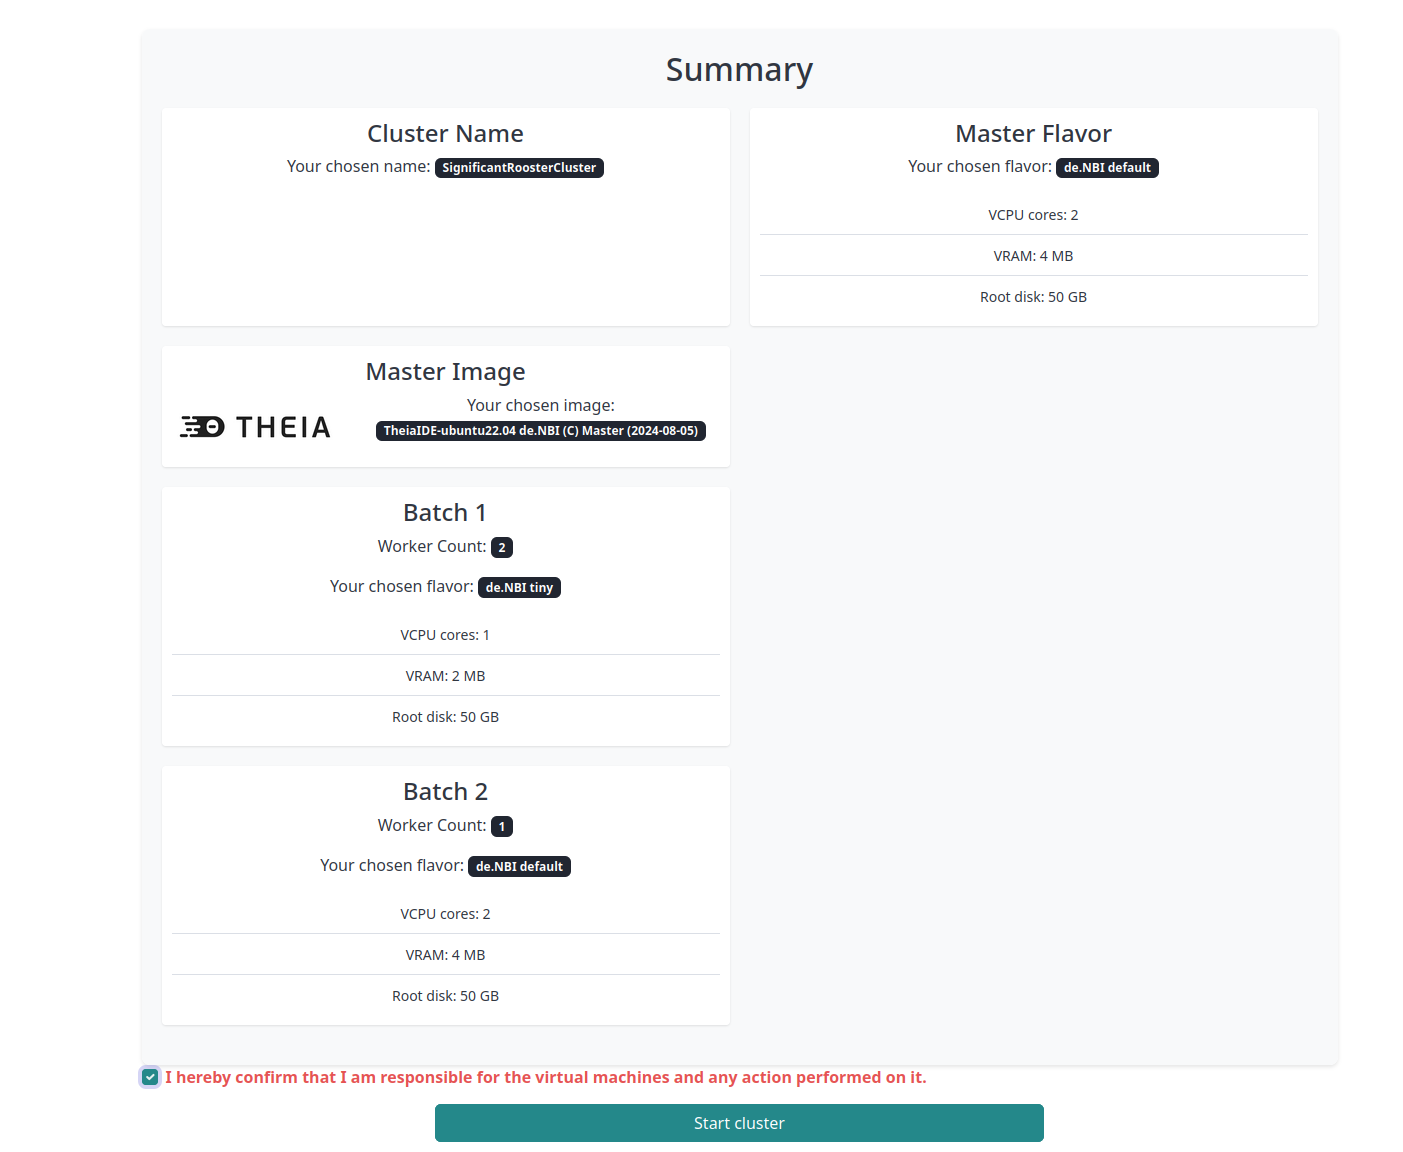 Summary
Cluster Name
Your chosen name: SignificantRoosterCluster
Master Flavor
Your chosen flavor: de.NBI default
VCPU cores: 2
VRAM: 4 MB
Root disk: 50 GB
Master Image
THEIA
Your chosen image:
TheiaIDE-ubuntu22.04 de.NBI (C) Master (2024-08-05)
Batch 1
Worker Count: 2
Your chosen flavor: de.NBI tiny
VCPU cores: 1
VRAM: 2 MB
Root disk: 50 GB
Batch 2
Worker Count: 1
Your chosen flavor: de.NBI default
VCPU cores: 2
VRAM: 4 MB
Root disk: 50 GB
I hereby confirm that I am responsible for the virtual machines and any action performed on it.
Start cluster